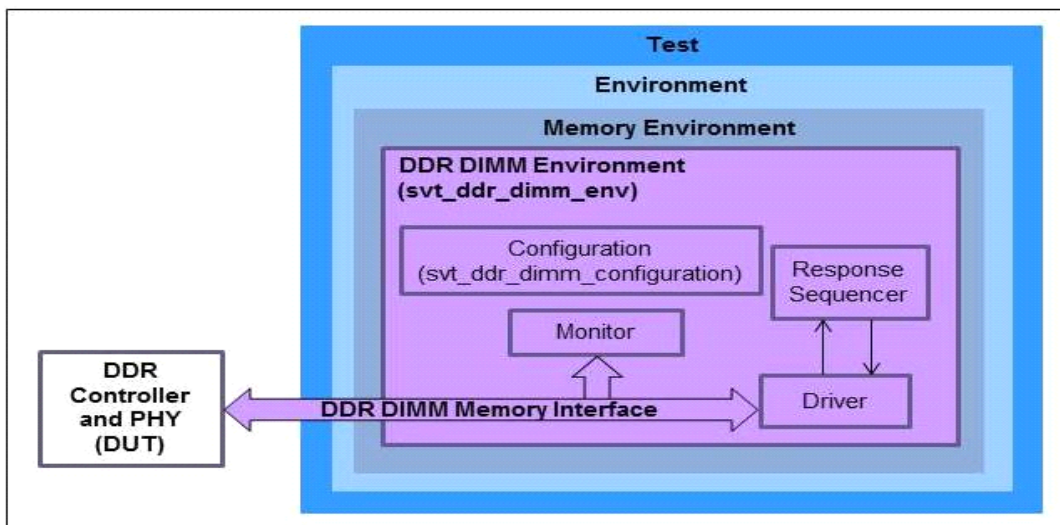 Test
Environment
Memory Environment
DDR DIMM Environment
(svt_ddr_dimm_env)
Configuration
(svt_ddr_dimm_configuration)
Response
Sequencer
Monitor
DDR
Controller
and PHY
(DUT)
DDR DIMM Memory Interface
Driver